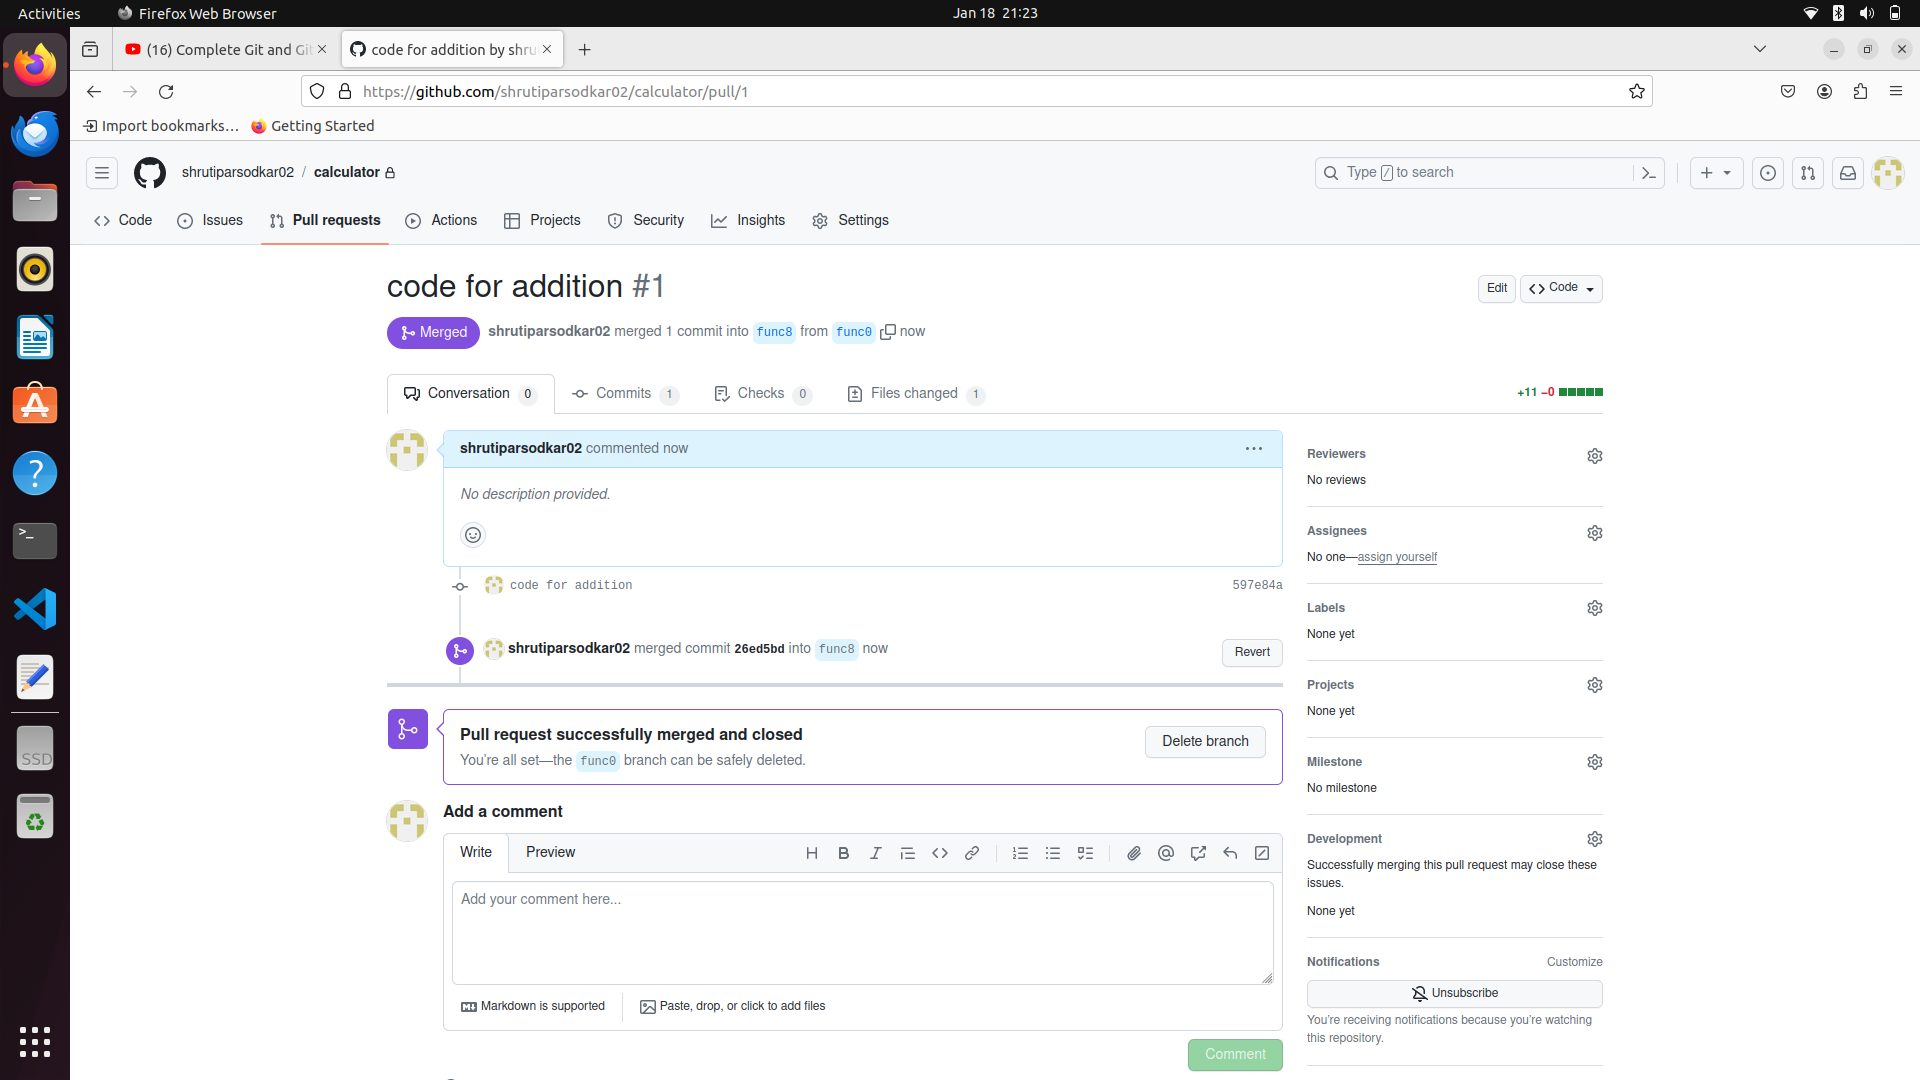 Activities
Firefox Web Browser
Jan 18 21:23
(16) Complete Git and Git
code for addition by shru
https://github.com/shrutiparsodkar02/calculator/pull/1
Import bookmarks...
Getting Started
shrutiparsodkar02 / calculator
Type / to search
Code
Issues
Pull requests
Actions
Projects
Security
Insights
Settings
code for addition #1
Edit
Code
Merged
shrutiparsodkar02 merged 1 commit into func8 from func0 now
Conversation 0
Commits 1
Checks 0
Files changed 1
+11 −0
shrutiparsodkar02 commented now
No description provided.
code for addition
597e84a
shrutiparsodkar02 merged commit 26ed5bd into func8 now
Revert
Pull request successfully merged and closed
You're all set—the func0 branch can be safely deleted.
Delete branch
Add a comment
Write
Preview
Add your comment here...
Markdown is supported
Paste, drop, or click to add files
Comment
Reviewers
No reviews
Assignees
No one—assign yourself
Labels
None yet
Projects
None yet
Milestone
No milestone
Development
Successfully merging this pull request may close these
issues.
None yet
Notifications
Customize
Unsubscribe
You're receiving notifications because you're watching
this repository.
SSD